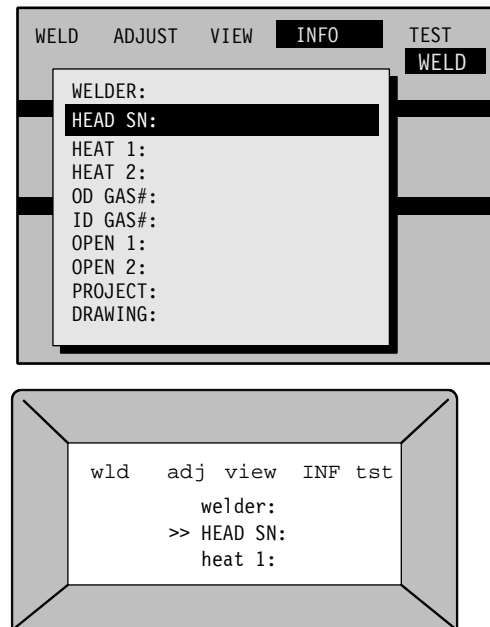 WELD ADJUST VIEW INFO TEST
WELD
WELDER:
HEAD SN:
HEAT 1:
HEAT 2:
OD GAS#:
ID GAS#:
OPEN 1:
OPEN 2:
PROJECT:
DRAWING:
wld adj view INF tst
welder:
>> HEAD SN:
heat 1: